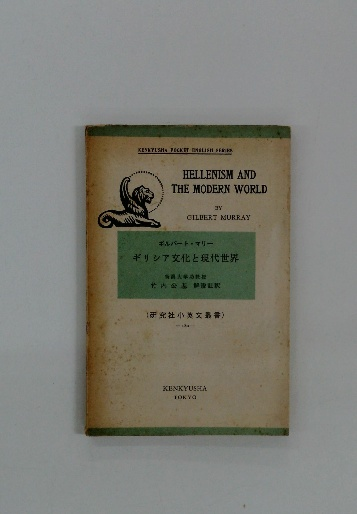 KENKYUSHA POCKET ENGLISH SERIES
HELLENISM AND
THE MODERN WORLD
BY
GILBERT MURRAY
ギルバート・マリー
ギリシア文化と現代世界
(研究社小英文叢書)
KENKYUSHA
TOKYO